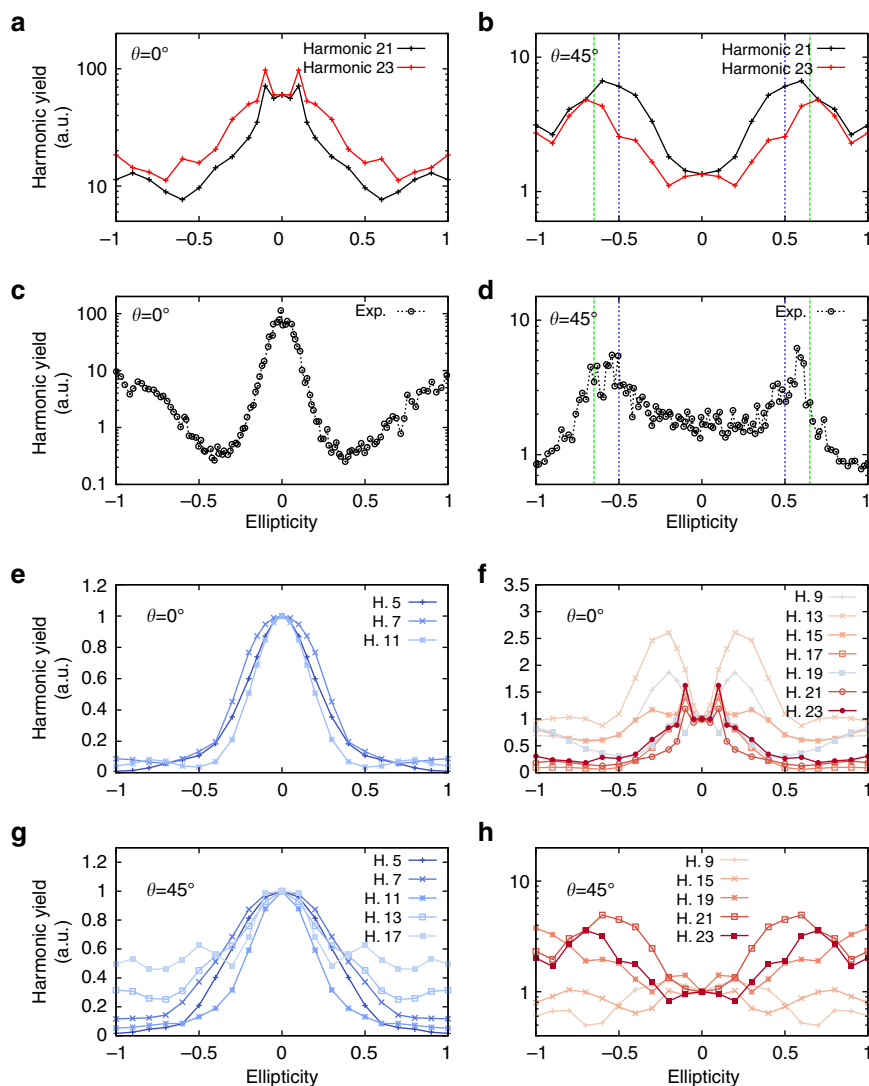 a
θ=0°
Harmonic 21
Harmonic 23
Harmonic yield
(a.u.)
100
10
−1
−0.5
0
0.5
1
b
θ=45°
Harmonic 21
Harmonic 23
10
1
−1
−0.5
0
0.5
1
c
θ=0°
Exp.
Harmonic yield
(a.u.)
100
10
1
0.1
−1
−0.5
0
0.5
1
Ellipticity
d
θ=45°
Exp.
10
1
−1
−0.5
0
0.5
1
Ellipticity
e
θ=0°
H. 5
H. 7
H. 11
Harmonic yield
(a.u.)
1.2
1
0.8
0.6
0.4
0.2
0
−1
−0.5
0
0.5
1
f
θ=0°
H. 9
H. 13
H. 15
H. 17
H. 19
H. 21
H. 23
3.5
3
2.5
2
1.5
1
0.5
0
−1
−0.5
0
0.5
1
g
θ=45°
H. 5
H. 7
H. 11
H. 13
H. 17
Harmonic yield
(a.u.)
1.2
1
0.8
0.6
0.4
0.2
0
−1
−0.5
0
0.5
1
Ellipticity
h
θ=45°
H. 9
H. 15
H. 19
H. 21
H. 23
10
1
−1
−0.5
0
0.5
1
Ellipticity